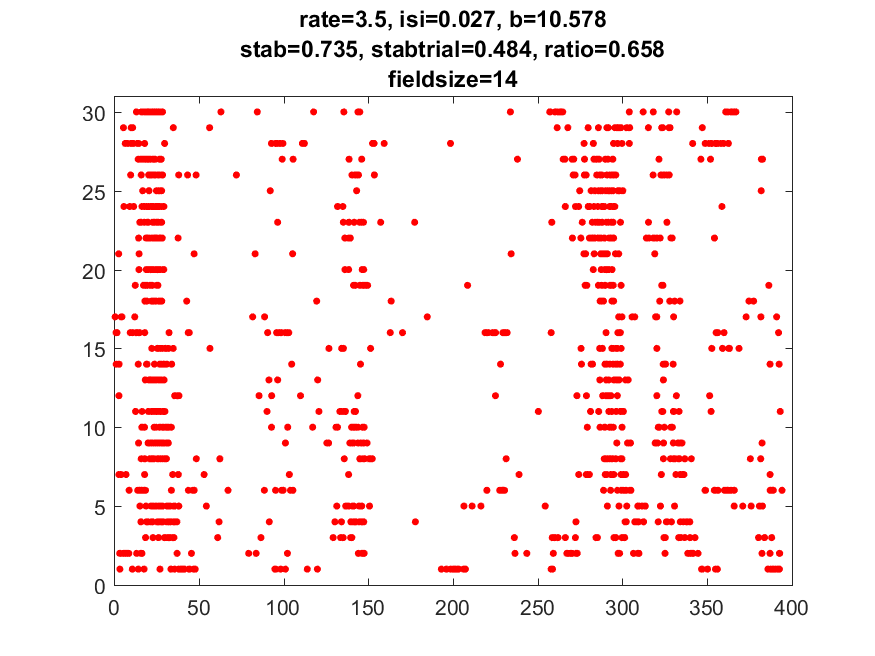 rate=3.5, isi=0.027, b=10.578
stab=0.735, stabtrial=0.484, ratio=0.658
fieldsize=14
30
25
20
15
10
5
0
0 50 100 150 200 250 300 350 400